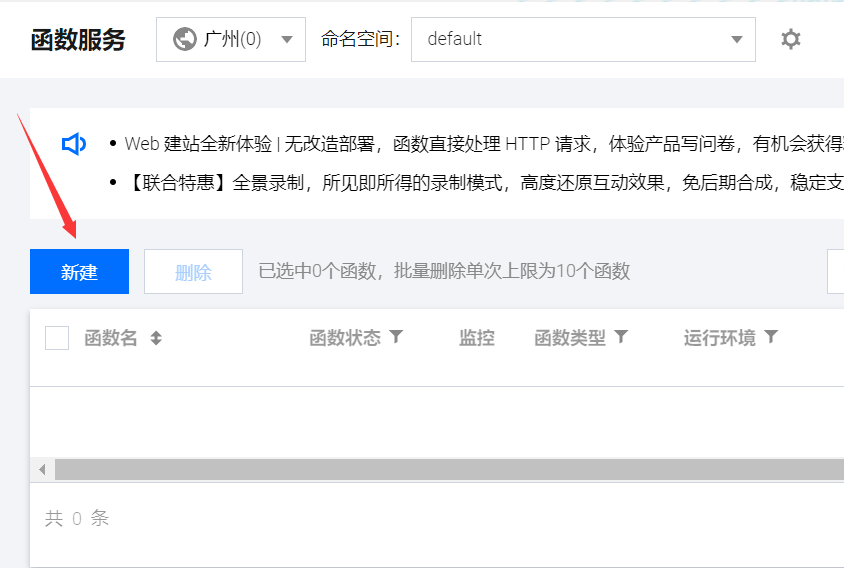 函数服务 广州(0) 命名空间： default
• Web 建站全新体验 | 无改造部署，函数直接处理 HTTP 请求，体验产品写问卷，有机会获得
• 【联合特惠】全景录制，所见即所得的录制模式，高度还原互动效果，免后期合成，稳定支
新建 删除 已选中0个函数，批量删除单次上限为10个函数
函数名 函数状态 监控 函数类型 运行环境
共 0 条